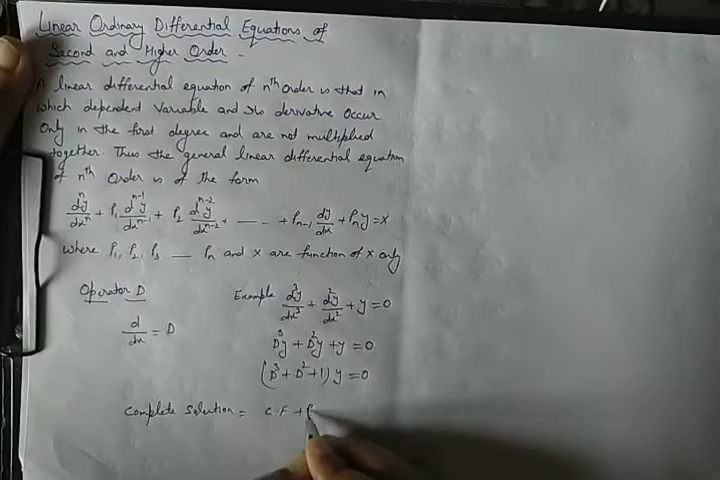 Linear Ordinary Differential Equations of
Second and Higher Order -
A linear differential equation of nth Order is that in
which dependent Variable and its derivative Occur
Only in the first degree and are not multiplied
together. Thus the general linear differential equation
of nth Order is of the form
dⁿy/dxⁿ + P₁ dⁿ⁻¹y/dxⁿ⁻¹ + P₂ dⁿ⁻²y/dxⁿ⁻² + — — + Pₙ₋₁ dy/dx + Pₙy = X
where P₁, P₂, P₃ — Pₙ and X are function of x only
Operator D
d/dx = D
Example d³y/dx³ + d²y/dx² + y = 0
D³y + D²y + y = 0
(D³ + D² + 1) y = 0
Complete Solution = C.F + P